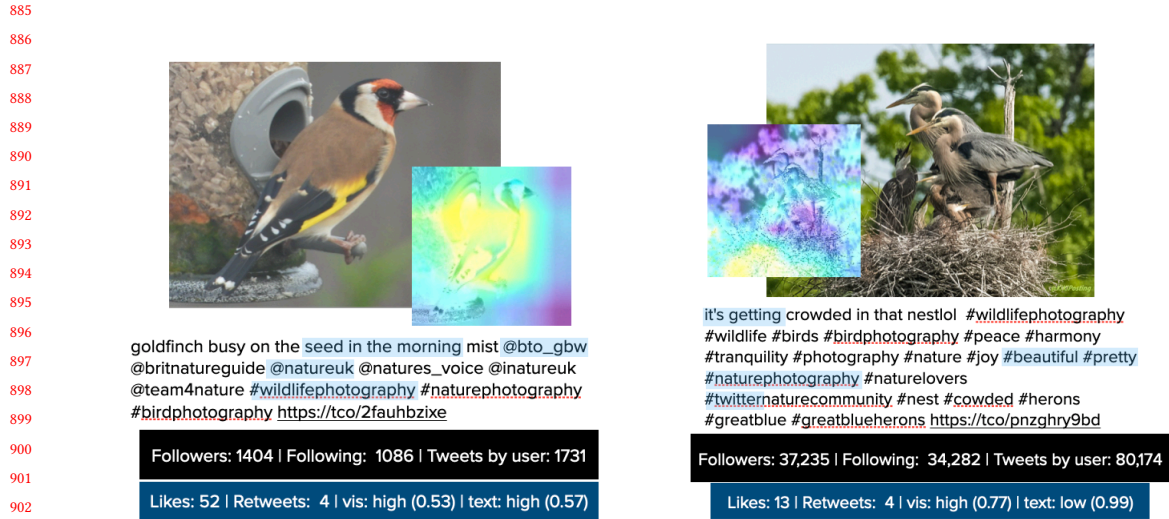 885
886
887
888
889
890
891
892
893
894
895
896
897
898
899
900
901
902
goldfinch busy on the seed in the morning mist @bto_gbw
@britnatureguide @natureuk @natures_voice @inatureuk
@team4nature #wildlifephotography #naturephotography
#birdphotography https://tco/2fauhbzixe
Followers: 1404 | Following: 1086 | Tweets by user: 1731
Likes: 52 | Retweets: 4 | vis: high (0.53) | text: high (0.57)
it's getting crowded in that nestlol #wildlifephotography
#wildlife #birds #birdphotography #peace #harmony
#tranquility #photography #nature #joy #beautiful #pretty
#naturephotography #naturelovers
#twitternaturecommunity #nest #cowded #herons
#greatblue #greatblueherons https://tco/pnzghry9bd
Followers: 37,235 | Following: 34,282 | Tweets by user: 80,174
Likes: 13 | Retweets: 4 | vis: high (0.77) | text: low (0.99)